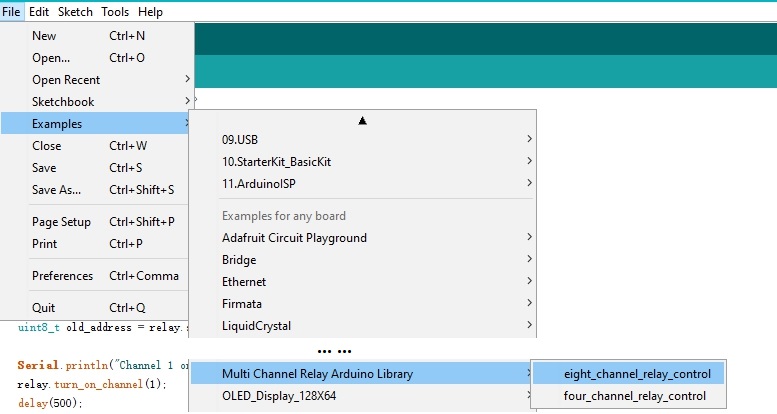 File Edit Sketch Tools Help
New Ctrl+N
Open... Ctrl+O
Open Recent
Sketchbook
Examples
Close Ctrl+W
Save Ctrl+S
Save As... Ctrl+Shift+S
Page Setup Ctrl+Shift+P
Print Ctrl+P
Preferences Ctrl+Comma
Quit Ctrl+Q
09.USB
10.StarterKit_BasicKit
11.ArduinoISP
Examples for any board
Adafruit Circuit Playground
Bridge
Ethernet
Firmata
LiquidCrystal
... ...
Multi Channel Relay Arduino Library
OLED_Display_128X64
eight_channel_relay_control
four_channel_relay_control
uint8_t old_address = relay.
Serial.println("Channel 1 on
relay.turn_on_channel(1);
delay(500);